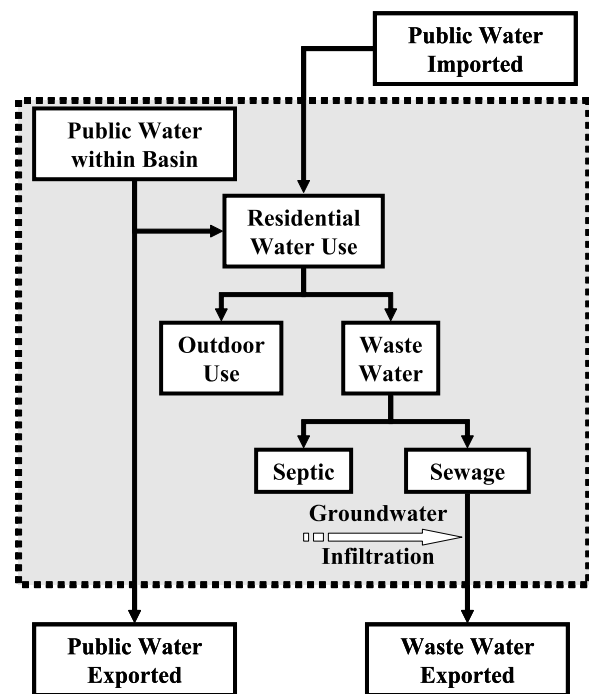 Public Water
Imported
Public Water
within Basin
Residential
Water Use
Outdoor
Use
Waste
Water
Septic
Sewage
Groundwater
Infiltration
Public Water
Exported
Waste Water
Exported